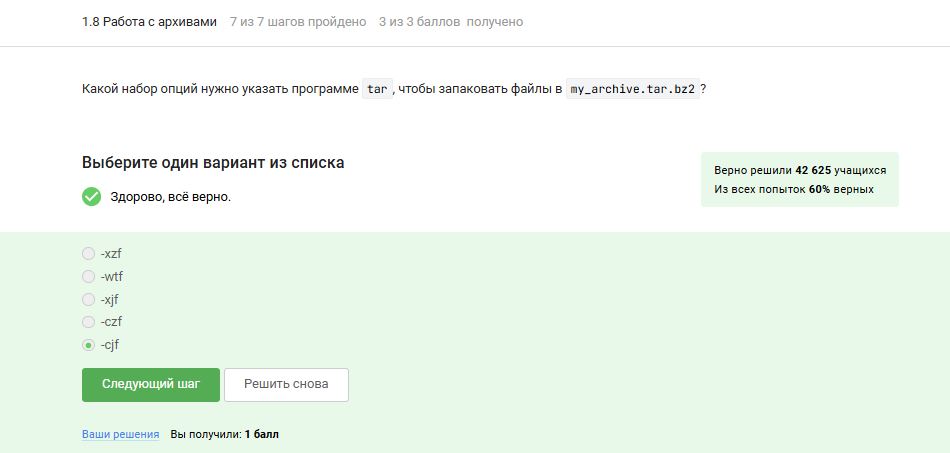 1.8 Работа с архивами 7 из 7 шагов пройдено 3 из 3 баллов получено
Какой набор опций нужно указать программе tar, чтобы запаковать файлы в my_archive.tar.bz2?
Выберите один вариант из списка
Здорово, всё верно.
Верно решили 42 625 учащихся
Из всех попыток 60% верных
-xzf
-wtf
-xjf
-czf
-cjf
Следующий шаг Решить снова
Ваши решения Вы получили: 1 балл